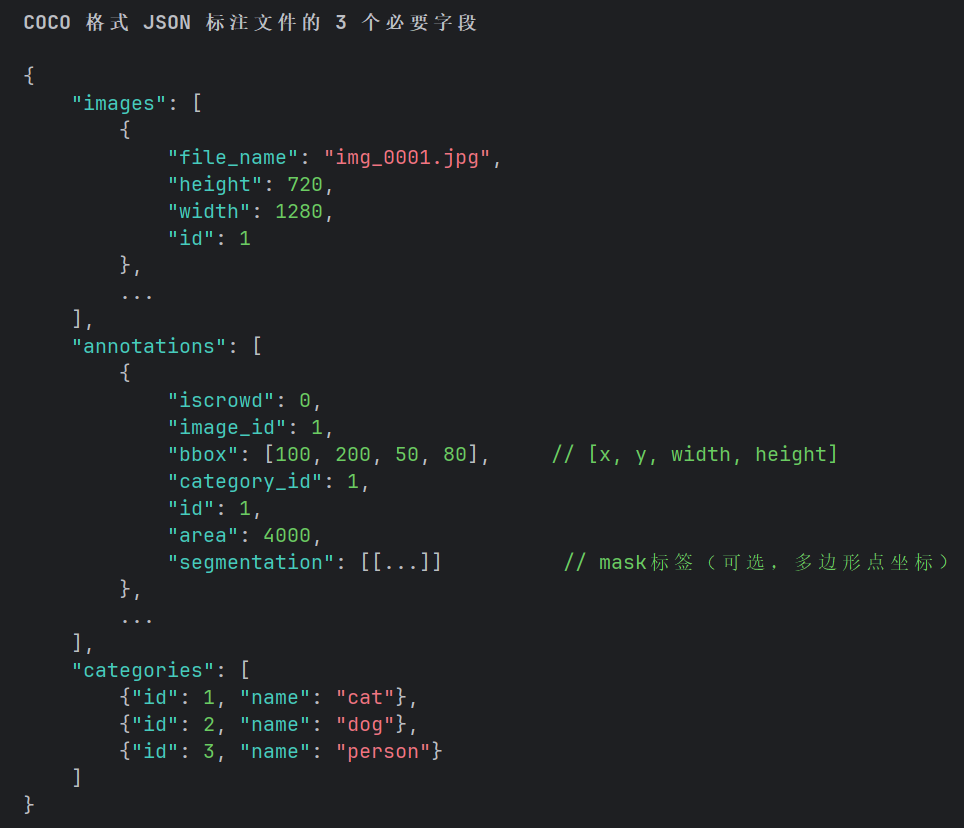 COCO 格式 JSON 标注文件的 3 个必要字段
{
    "images": [
        {
            "file_name": "img_0001.jpg",
            "height": 720,
            "width": 1280,
            "id": 1
        },
        ...
    ],
    "annotations": [
        {
            "iscrowd": 0,
            "image_id": 1,
            "bbox": [100, 200, 50, 80],     // [x, y, width, height]
            "category_id": 1,
            "id": 1,
            "area": 4000,
            "segmentation": [[...]]          // mask标签（可选，多边形点坐标）
        },
        ...
    ],
    "categories": [
        {"id": 1, "name": "cat"},
        {"id": 2, "name": "dog"},
        {"id": 3, "name": "person"}
    ]
}